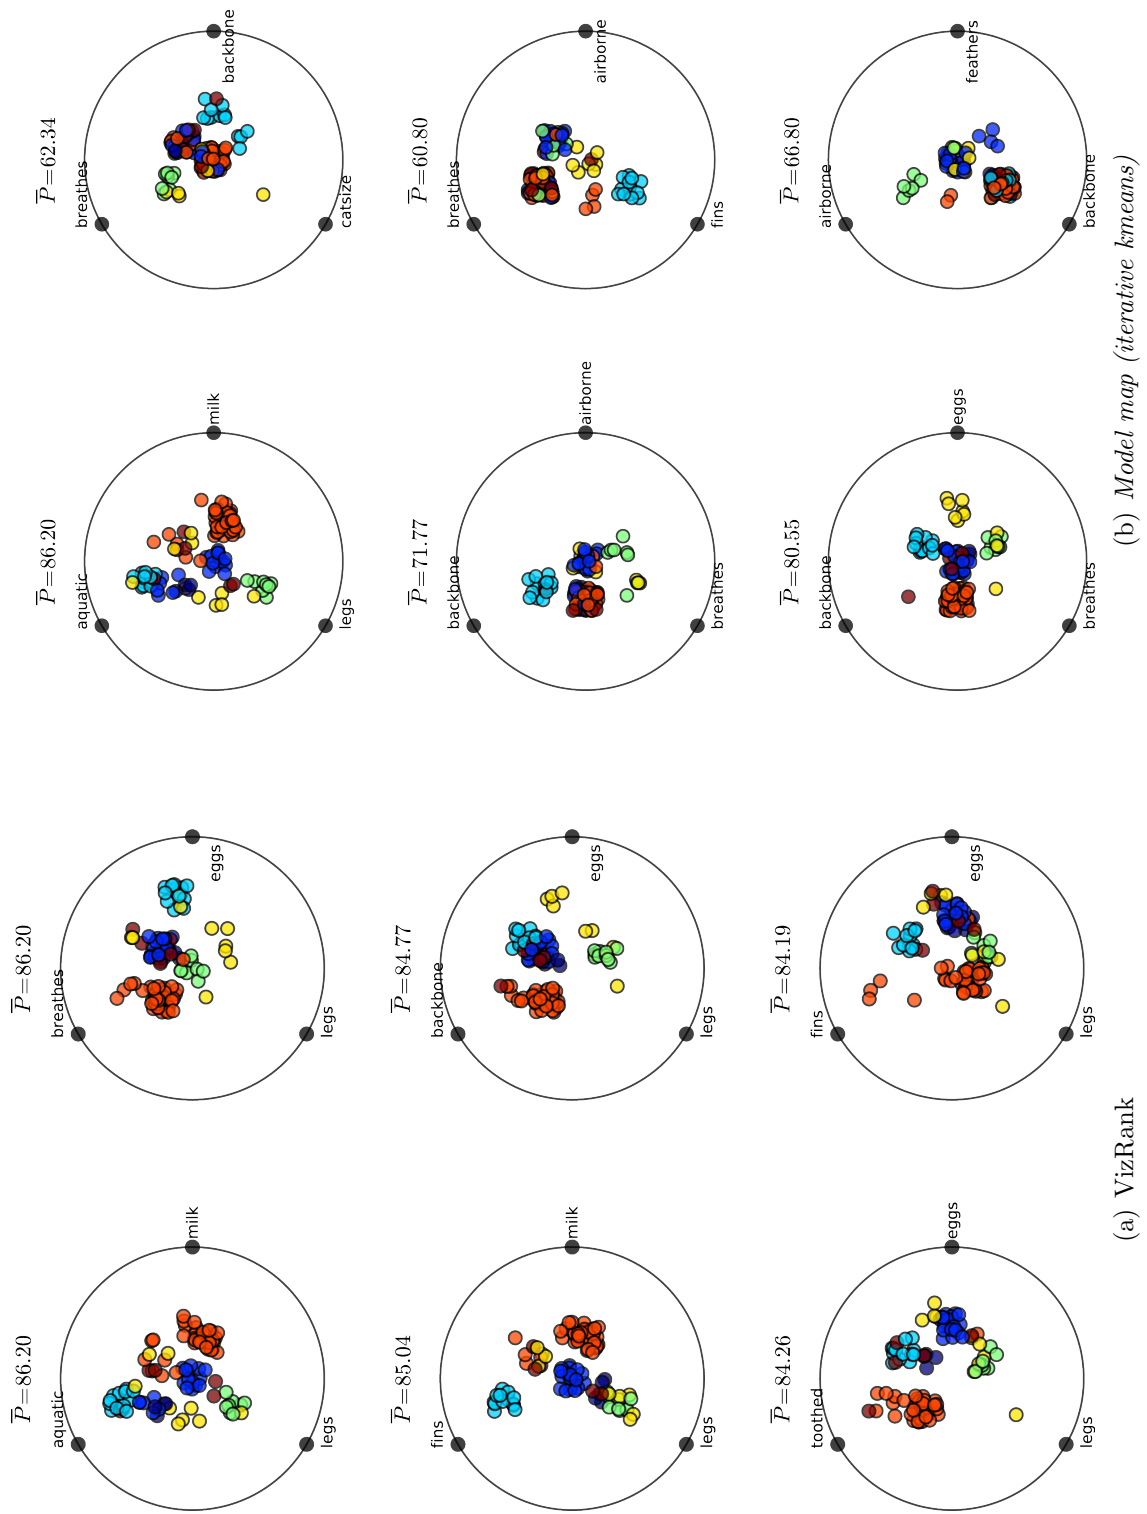 P̅=86.20
aquatic
milk
legs
P̅=86.20
breathes
eggs
legs
P̅=85.04
fins
milk
legs
P̅=84.77
backbone
eggs
legs
P̅=84.26
toothed
eggs
legs
P̅=84.19
fins
eggs
legs
(a) VizRank
P̅=86.20
aquatic
milk
legs
P̅=62.34
breathes
backbone
catsize
P̅=71.77
backbone
airborne
breathes
P̅=60.80
breathes
airborne
fins
P̅=80.55
backbone
eggs
breathes
P̅=66.80
airborne
feathers
backbone
(b) Model map (iterative kmeans)